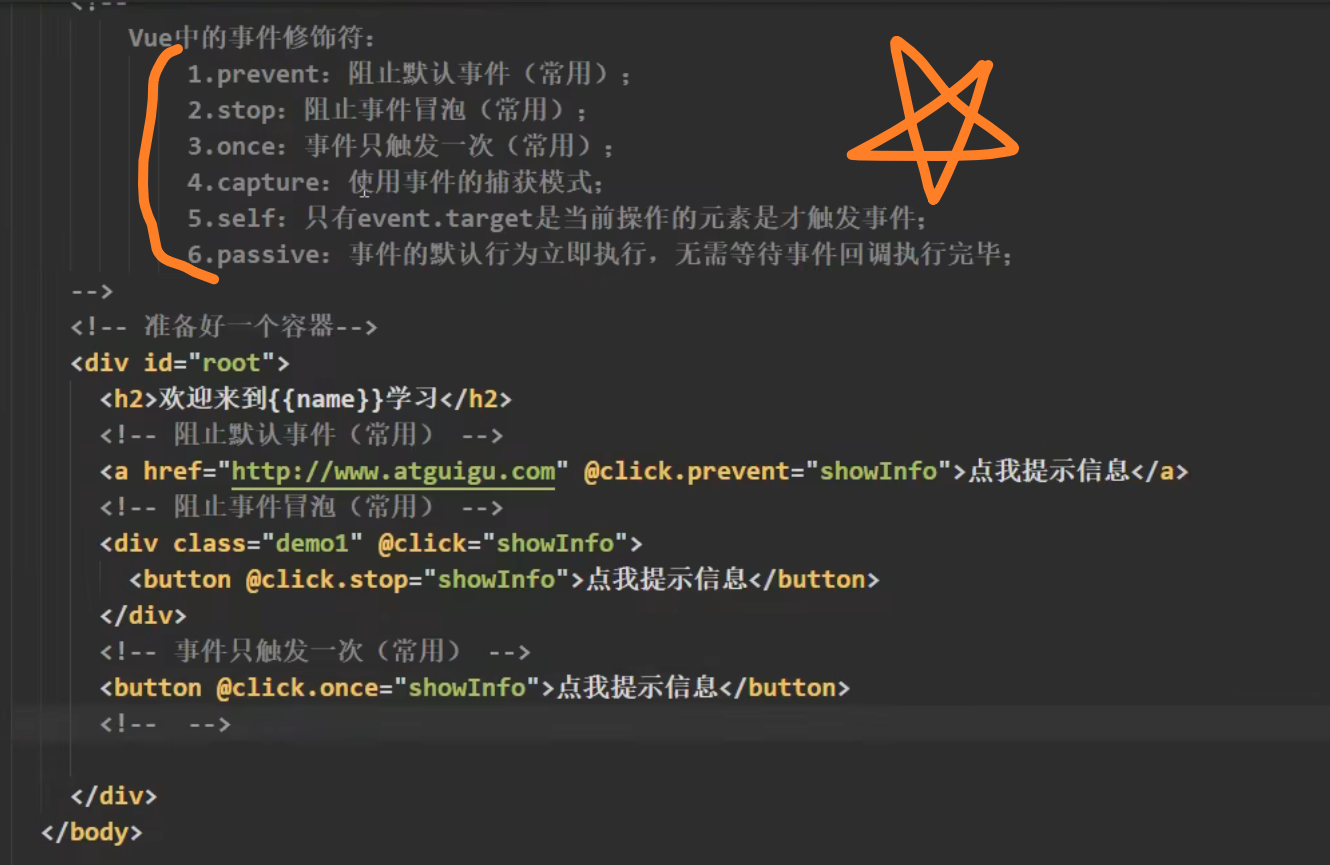 <!--
Vue中的事件修饰符：
1.prevent：阻止默认事件（常用）；
2.stop：阻止事件冒泡（常用）；
3.once：事件只触发一次（常用）；
4.capture：使用事件的捕获模式；
5.self：只有event.target是当前操作的元素是才触发事件；
6.passive：事件的默认行为立即执行，无需等待事件回调执行完毕；
-->
<!-- 准备好一个容器-->
<div id="root">
<h2>欢迎来到{{name}}学习</h2>
<!-- 阻止默认事件（常用） -->
<a href="http://www.atguigu.com" @click.prevent="showInfo">点我提示信息</a>
<!-- 阻止事件冒泡（常用） -->
<div class="demo1" @click="showInfo">
<button @click.stop="showInfo">点我提示信息</button>
</div>
<!-- 事件只触发一次（常用） -->
<button @click.once="showInfo">点我提示信息</button>
<!--  -->
</div>
</body>